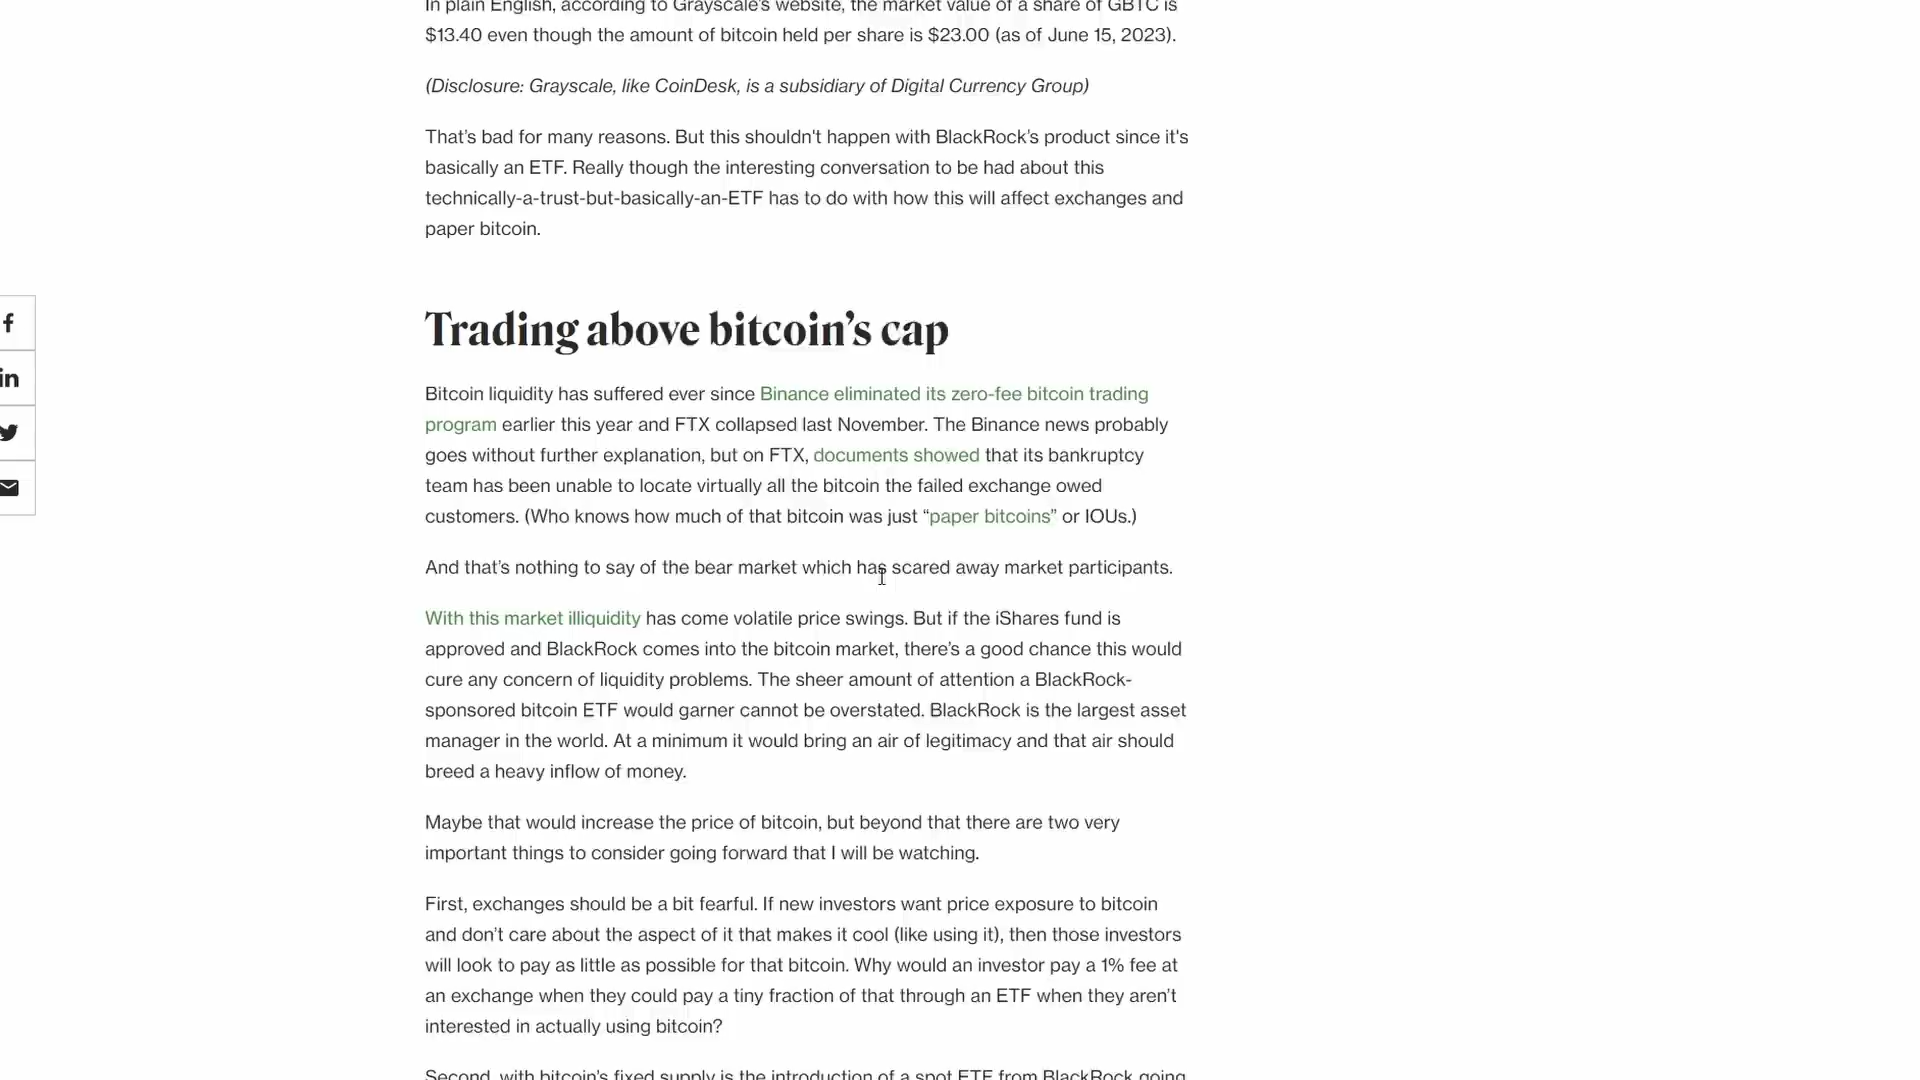 In plain English, according to Grayscale's website, the market value of a share of GBTC is
$13.40 even though the amount of bitcoin held per share is $23.00 (as of June 15, 2023).
(Disclosure: Grayscale, like CoinDesk, is a subsidiary of Digital Currency Group)
That's bad for many reasons. But this shouldn't happen with BlackRock's product since it's
basically an ETF. Really though the interesting conversation to be had about this
technically-a-trust-but-basically-an-ETF has to do with how this will affect exchanges and
paper bitcoin.
Trading above bitcoin's cap
Bitcoin liquidity has suffered ever since Binance eliminated its zero-fee bitcoin trading
program earlier this year and FTX collapsed last November. The Binance news probably
goes without further explanation, but on FTX, documents showed that its bankruptcy
team has been unable to locate virtually all the bitcoin the failed exchange owed
customers. (Who knows how much of that bitcoin was just “paper bitcoins” or IOUs.)
And that's nothing to say of the bear market which has scared away market participants.
With this market illiquidity has come volatile price swings. But if the iShares fund is
approved and BlackRock comes into the bitcoin market, there's a good chance this would
cure any concern of liquidity problems. The sheer amount of attention a BlackRock-
sponsored bitcoin ETF would garner cannot be overstated. BlackRock is the largest asset
manager in the world. At a minimum it would bring an air of legitimacy and that air should
breed a heavy inflow of money.
Maybe that would increase the price of bitcoin, but beyond that there are two very
important things to consider going forward that I will be watching.
First, exchanges should be a bit fearful. If new investors want price exposure to bitcoin
and don't care about the aspect of it that makes it cool (like using it), then those investors
will look to pay as little as possible for that bitcoin. Why would an investor pay a 1% fee at
an exchange when they could pay a tiny fraction of that through an ETF when they aren't
interested in actually using bitcoin?
Second, with bitcoin's fixed supply is the introduction of a spot ETF from BlackRock going